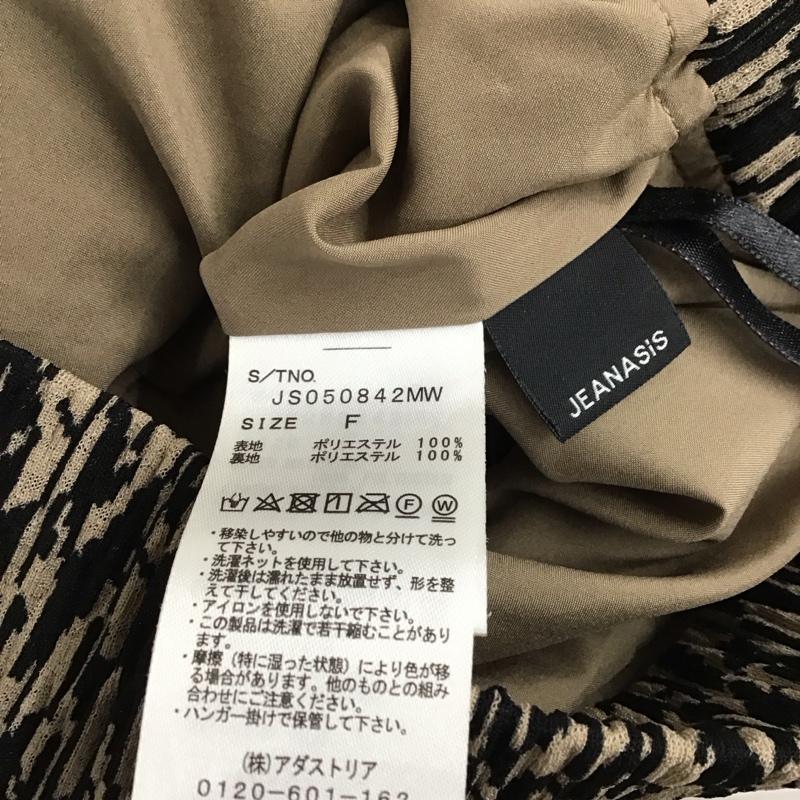 S/TNO.
JS050842MW
SIZE F
表地 ポリエステル 100%
裏地 ポリエステル 100%
F W
・移染しやすいので他の物と分けて洗っ
て下さい。
・洗濯ネットを使用して下さい。
・洗濯後は濡れたまま放置せず、形を整
えて干してください。
・アイロンを使用しないで下さい。
・この製品は洗濯で若干縮むことがあり
ます。
・摩擦（特に湿った状態）により色が移
る場合があります。他のものとの組み
合わせにご注意ください。
・ハンガー掛けで保管して下さい。
(株)アダストリア
0120-601-162
JEANASiS